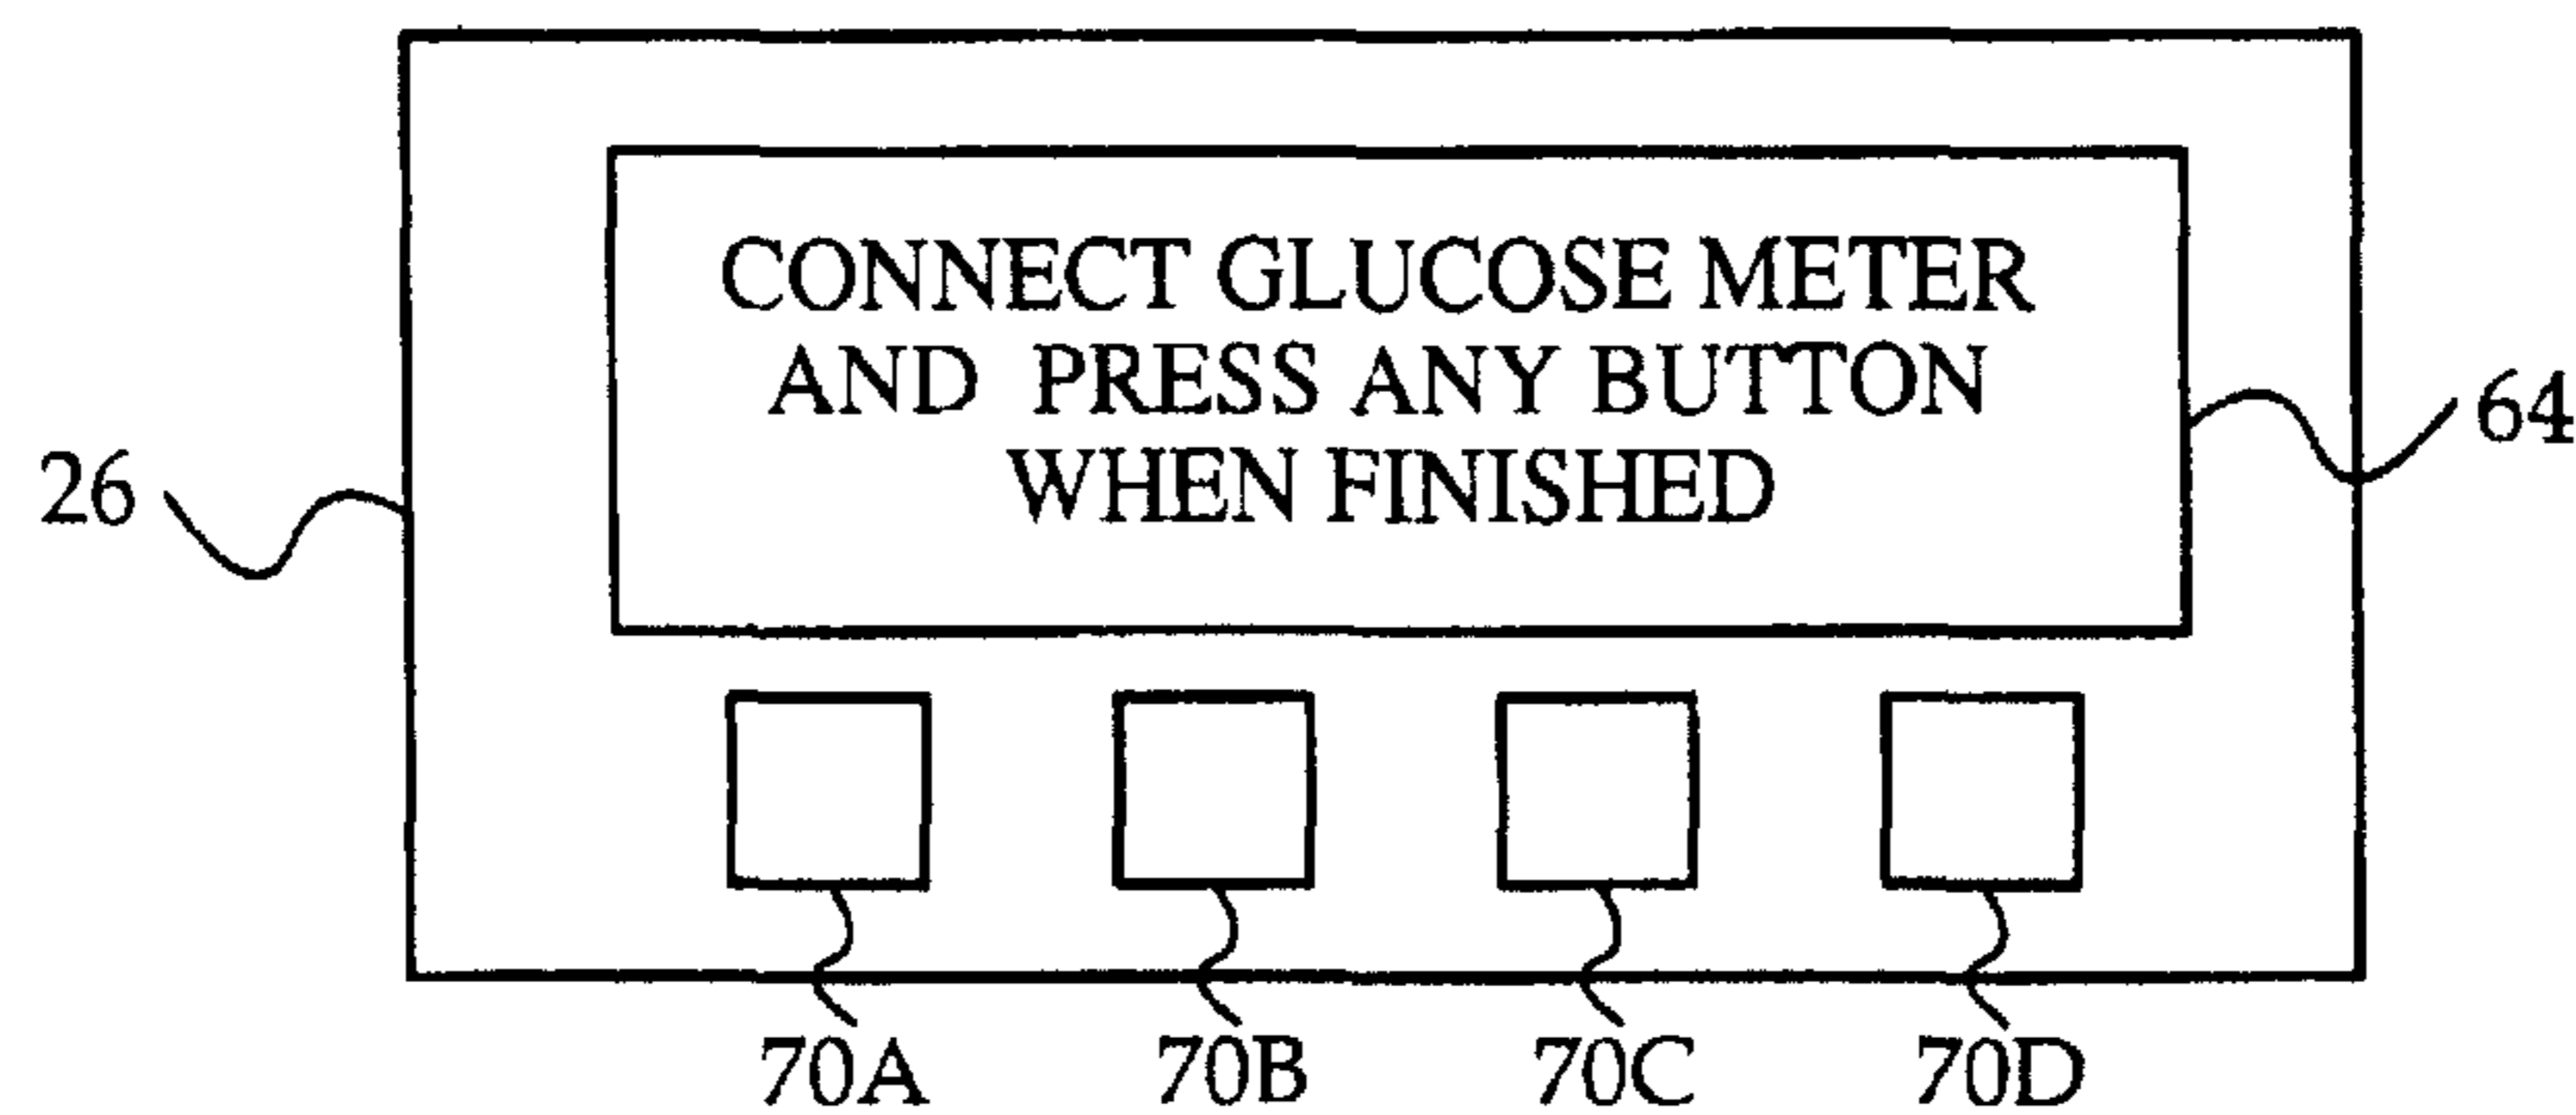 CONNECT GLUCOSE METER
AND PRESS ANY BUTTON
WHEN FINISHED
64
26
70A 70B 70C 70D